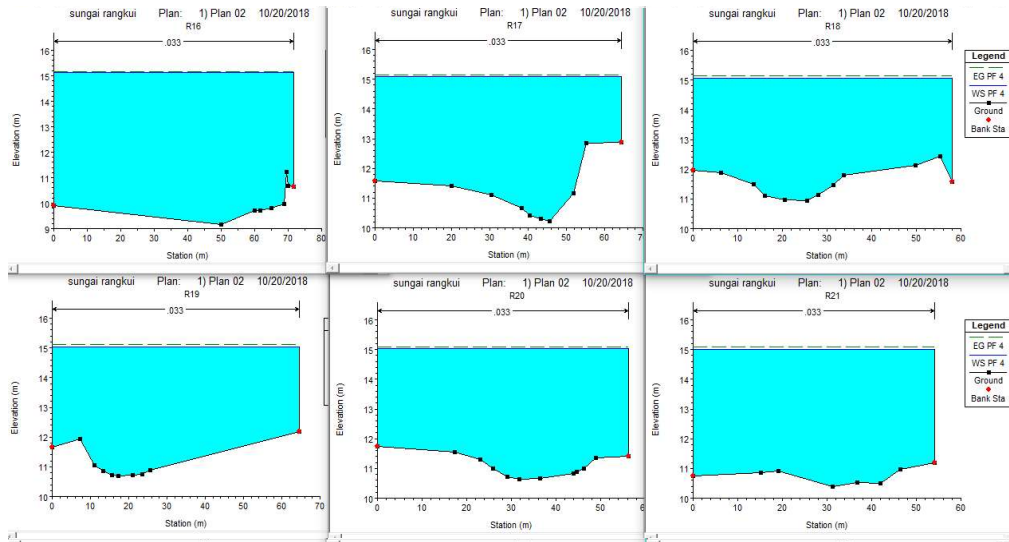 sungai rangkui Plan: 1) Plan 02 10/20/2018
R16
.033
16
15
14
13
12
11
10
9
0 10 20 30 40 50 60 70 80
Elevation (m)
Station (m)
sungai rangkui Plan: 1) Plan 02 10/20/2018
R17
.033
16
15
14
13
12
11
10
0 10 20 30 40 50 60
Elevation (m)
Station (m)
sungai rangkui Plan: 1) Plan 02 10/20/2018
R18
.033
16
15
14
13
12
11
10
0 10 20 30 40 50 60
Elevation (m)
Station (m)
Legend
EG PF 4
WS PF 4
Ground
Bank Sta
sungai rangkui Plan: 1) Plan 02 10/20/2018
R19
.033
16
15
14
13
12
11
10
0 10 20 30 40 50 60 70
Elevation (m)
Station (m)
sungai rangkui Plan: 1) Plan 02 10/20/2018
R20
.033
16
15
14
13
12
11
10
0 10 20 30 40 50
Elevation (m)
Station (m)
sungai rangkui Plan: 1) Plan 02 10/20/2018
R21
.033
16
15
14
13
12
11
10
0 10 20 30 40 50 60
Elevation (m)
Station (m)
Legend
EG PF 4
WS PF 4
Ground
Bank Sta